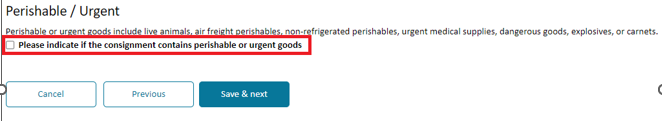 Perishable / Urgent
Perishable or urgent goods include live animals, air freight perishables, non-refrigerated perishables, urgent medical supplies, dangerous goods, explosives, or carnets.
Please indicate if the consignment contains perishable or urgent goods
Cancel Previous Save & next